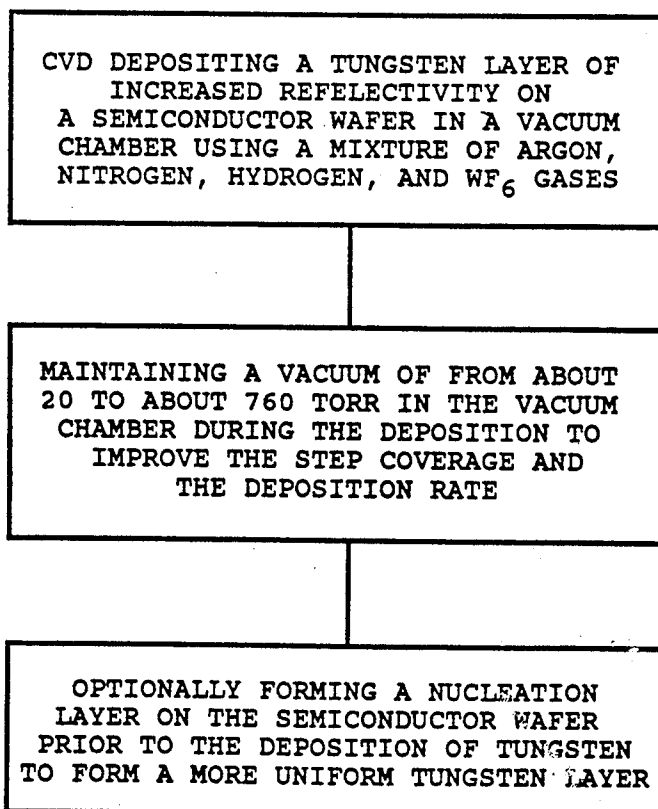 CVD DEPOSITING A TUNGSTEN LAYER OF
INCREASED REFELECTIVITY ON
A SEMICONDUCTOR WAFER IN A VACUUM
CHAMBER USING A MIXTURE OF ARGON,
NITROGEN, HYDROGEN, AND WF6 GASES
MAINTAINING A VACUUM OF FROM ABOUT
20 TO ABOUT 760 TORR IN THE VACUUM
CHAMBER DURING THE DEPOSITION TO
IMPROVE THE STEP COVERAGE AND
THE DEPOSITION RATE
OPTIONALLY FORMING A NUCLEATION
LAYER ON THE SEMICONDUCTOR WAFER
PRIOR TO THE DEPOSITION OF TUNGSTEN
TO FORM A MORE UNIFORM TUNGSTEN LAYER